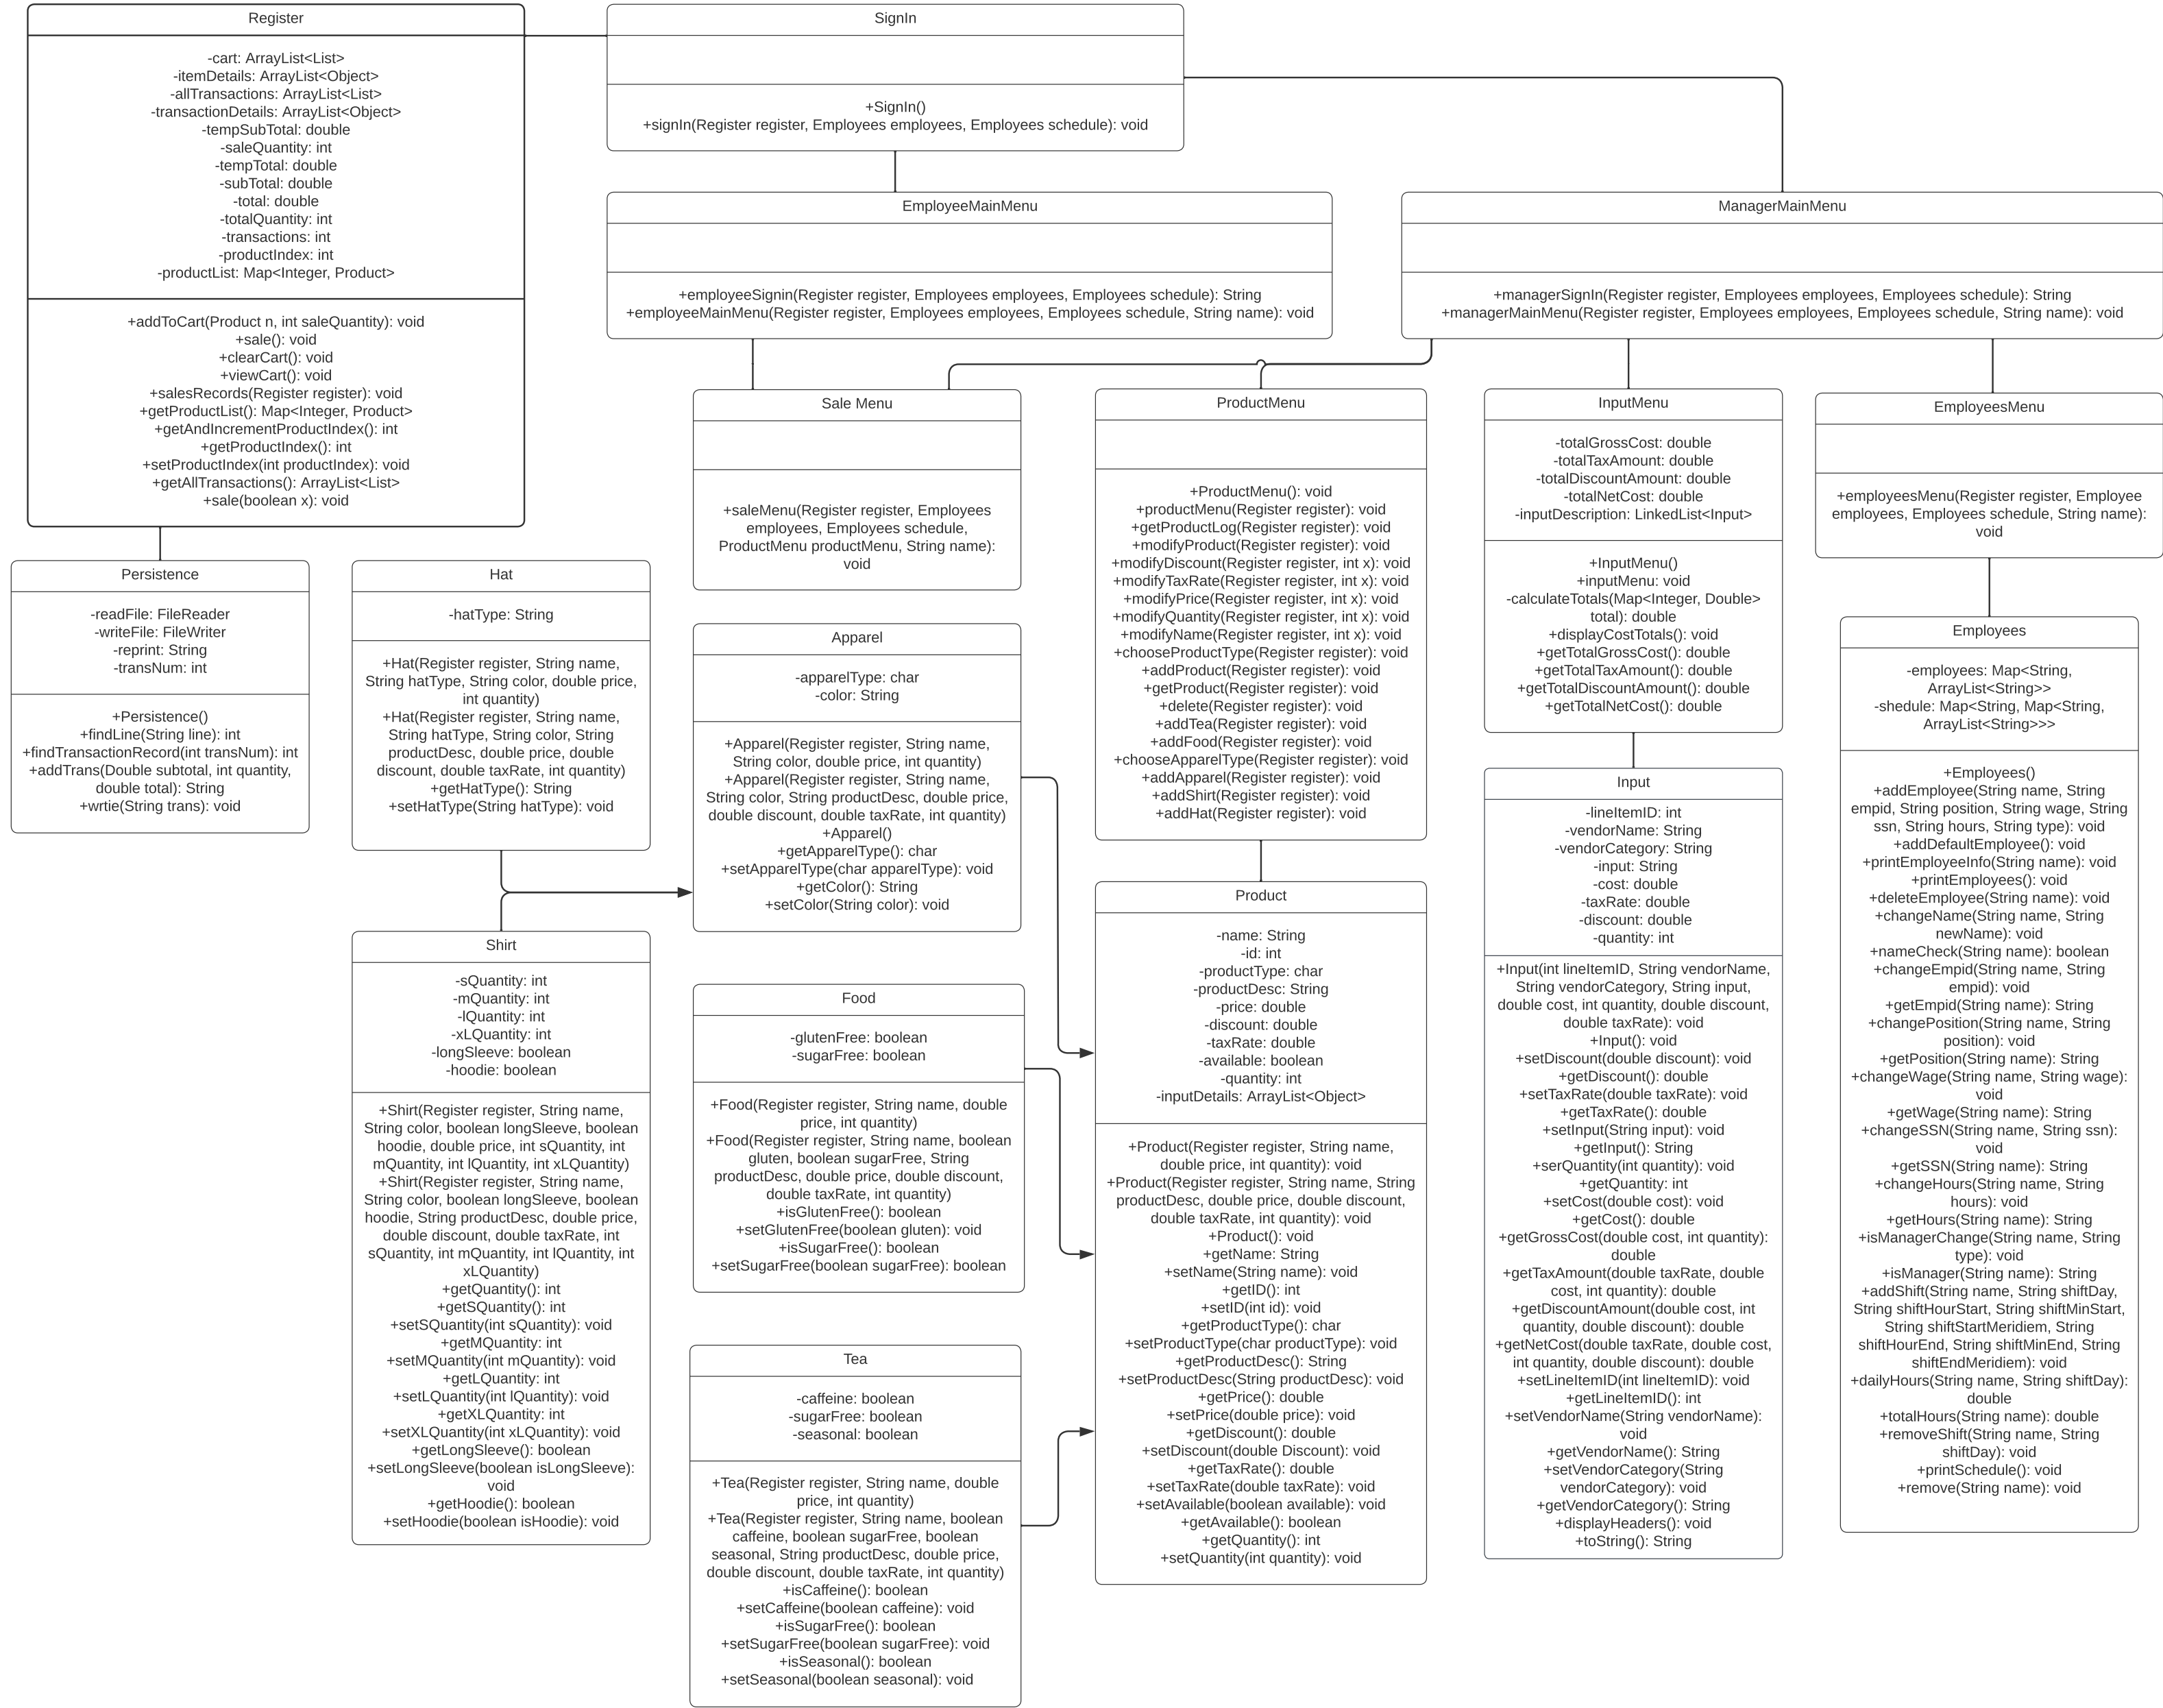 Register
-cart: ArrayList<List>
-itemDetails: ArrayList<Object>
-allTransactions: ArrayList<List>
-transactionDetails: ArrayList<Object>
-tempSubTotal: double
-saleQuantity: int
-tempTotal: double
-subTotal: double
-total: double
-totalQuantity: int
-transactions: int
-productIndex: int
-productList: Map<Integer, Product>
+addToCart(Product n, int saleQuantity): void
+sale(): void
+clearCart(): void
+viewCart(): void
+salesRecords(Register register): void
+getProductList(): Map<Integer, Product>
+getAndIncrementProductIndex(): int
+getProductIndex(): int
+setProductIndex(int productIndex): void
+getAllTransactions(): ArrayList<List>
+sale(boolean x): void
SignIn
+SignIn()
+signIn(Register register, Employees employees, Employees schedule): void
EmployeeMainMenu
+employeeSignin(Register register, Employees employees, Employees schedule): String
+employeeMainMenu(Register register, Employees employees, Employees schedule, String name): void
ManagerMainMenu
+managerSignIn(Register register, Employees employees, Employees schedule): String
+managerMainMenu(Register register, Employees employees, Employees schedule, String name): void
Sale Menu
+saleMenu(Register register, Employees
employees, Employees schedule,
ProductMenu productMenu, String name):
void
ProductMenu
+ProductMenu(): void
+productMenu(Register register): void
+getProductLog(Register register): void
+modifyProduct(Register register): void
+modifyDiscount(Register register, int x): void
+modifyTaxRate(Register register, int x): void
+modifyPrice(Register register, int x): void
+modifyQuantity(Register register, int x): void
+modifyName(Register register, int x): void
+chooseProductType(Register register): void
+addProduct(Register register): void
+getProduct(Register register): void
+delete(Register register): void
+addTea(Register register): void
+addFood(Register register): void
+chooseApparelType(Register register): void
+addApparel(Register register): void
+addShirt(Register register): void
+addHat(Register register): void
InputMenu
-totalGrossCost: double
-totalTaxAmount: double
-totalDiscountAmount: double
-totalNetCost: double
-inputDescription: LinkedList<Input>
+InputMenu()
+inputMenu: void
-calculateTotals(Map<Integer, Double>
total): double
+displayCostTotals(): void
+getTotalGrossCost(): double
+getTotalTaxAmount(): double
+getTotalDiscountAmount(): double
+getTotalNetCost(): double
EmployeesMenu
+employeesMenu(Register register, Employee
employees, Employees schedule, String name):
void
Persistence
-readFile: FileReader
-writeFile: FileWriter
-reprint: String
-transNum: int
+Persistence()
+findLine(String line): int
+findTransactionRecord(int transNum): int
+addTrans(Double subtotal, int quantity,
double total): String
+wrtie(String trans): void
Hat
-hatType: String
+Hat(Register register, String name,
String hatType, String color, double price,
int quantity)
+Hat(Register register, String name,
String hatType, String color, String
productDesc, double price, double
discount, double taxRate, int quantity)
+getHatType(): String
+setHatType(String hatType): void
Apparel
-apparelType: char
-color: String
+Apparel(Register register, String name,
String color, double price, int quantity)
+Apparel(Register register, String name,
String color, String productDesc, double price,
double discount, double taxRate, int quantity)
+Apparel()
+getApparelType(): char
+setApparelType(char apparelType): void
+getColor(): String
+setColor(String color): void
Employees
-employees: Map<String,
ArrayList<String>>
-shedule: Map<String, Map<String,
ArrayList<String>>>
+Employees()
+addEmployee(String name, String
empid, String position, String wage, String
ssn, String hours, String type): void
+addDefaultEmployee(): void
+printEmployeeInfo(String name): void
+printEmployees(): void
+deleteEmployee(String name): void
+changeName(String name, String
newName): void
+nameCheck(String name): boolean
+changeEmpid(String name, String
empid): void
+getEmpid(String name): String
+changePosition(String name, String
position): void
+getPosition(String name): String
+changeWage(String name, String wage):
void
+getWage(String name): String
+changeSSN(String name, String ssn):
void
+getSSN(String name): String
+changeHours(String name, String
hours): void
+getHours(String name): String
+isManagerChange(String name, String
type): void
+isManager(String name): String
+addShift(String name, String shiftDay,
String shiftHourStart, String shiftMinStart,
String shiftStartMeridiem, String
shiftHourEnd, String shiftMinEnd, String
shiftEndMeridiem): void
+dailyHours(String name, String shiftDay):
double
+totalHours(String name): double
+removeShift(String name, String
shiftDay): void
+printSchedule(): void
+remove(String name): void
Input
-lineItemID: int
-vendorName: String
-vendorCategory: String
-input: String
-cost: double
-taxRate: double
-discount: double
-quantity: int
+Input(int lineItemID, String vendorName,
String vendorCategory, String input,
double cost, int quantity, double discount,
double taxRate): void
+Input(): void
+setDiscount(double discount): void
+getDiscount(): double
+setTaxRate(double taxRate): void
+getTaxRate(): double
+setInput(String input): void
+getInput(): String
+serQuantity(int quantity): void
+getQuantity: int
+setCost(double cost): void
+getCost(): double
+getGrossCost(double cost, int quantity):
double
+getTaxAmount(double taxRate, double
cost, int quantity): double
+getDiscountAmount(double cost, int
quantity, double discount): double
+getNetCost(double taxRate, double cost,
int quantity, double discount): double
+setLineItemID(int lineItemID): void
+getLineItemID(): int
+setVendorName(String vendorName):
void
+getVendorName(): String
+setVendorCategory(String
vendorCategory): void
+getVendorCategory(): String
+displayHeaders(): void
+toString(): String
Product
-name: String
-id: int
-productType: char
-productDesc: String
-price: double
-discount: double
-taxRate: double
-available: boolean
-quantity: int
-inputDetails: ArrayList<Object>
+Product(Register register, String name,
double price, int quantity): void
+Product(Register register, String name, String
productDesc, double price, double discount,
double taxRate, int quantity): void
+Product(): void
+getName: String
+setName(String name): void
+getID(): int
+setID(int id): void
+getProductType(): char
+setProductType(char productType): void
+getProductDesc(): String
+setProductDesc(String productDesc): void
+getPrice(): double
+setPrice(double price): void
+getDiscount(): double
+setDiscount(double Discount): void
+getTaxRate(): double
+setTaxRate(double taxRate): void
+setAvailable(boolean available): void
+getAvailable(): boolean
+getQuantity(): int
+setQuantity(int quantity): void
Shirt
-sQuantity: int
-mQuantity: int
-lQuantity: int
-xLQuantity: int
-longSleeve: boolean
-hoodie: boolean
+Shirt(Register register, String name,
String color, boolean longSleeve, boolean
hoodie, double price, int sQuantity, int
mQuantity, int lQuantity, int xLQuantity)
+Shirt(Register register, String name,
String color, boolean longSleeve, boolean
hoodie, String productDesc, double price,
double discount, double taxRate, int
sQuantity, int mQuantity, int lQuantity, int
xLQuantity)
+getQuantity(): int
+getSQuantity(): int
+setSQuantity(int sQuantity): void
+getMQuantity: int
+setMQuantity(int mQuantity): void
+getLQuantity: int
+setLQuantity(int lQuantity): void
+getXLQuantity: int
+setXLQuantity(int xLQuantity): void
+getLongSleeve(): boolean
+setLongSleeve(boolean isLongSleeve):
void
+getHoodie(): boolean
+setHoodie(boolean isHoodie): void
Food
-glutenFree: boolean
-sugarFree: boolean
+Food(Register register, String name, double
price, int quantity)
+Food(Register register, String name, boolean
gluten, boolean sugarFree, String
productDesc, double price, double discount,
double taxRate, int quantity)
+isGlutenFree(): boolean
+setGlutenFree(boolean gluten): void
+isSugarFree(): boolean
+setSugarFree(boolean sugarFree): boolean
Tea
-caffeine: boolean
-sugarFree: boolean
-seasonal: boolean
+Tea(Register register, String name, double
price, int quantity)
+Tea(Register register, String name, boolean
caffeine, boolean sugarFree, boolean
seasonal, String productDesc, double price,
double discount, double taxRate, int quantity)
+isCaffeine(): boolean
+setCaffeine(boolean caffeine): void
+isSugarFree(): boolean
+setSugarFree(boolean sugarFree): void
+isSeasonal(): boolean
+setSeasonal(boolean seasonal): void